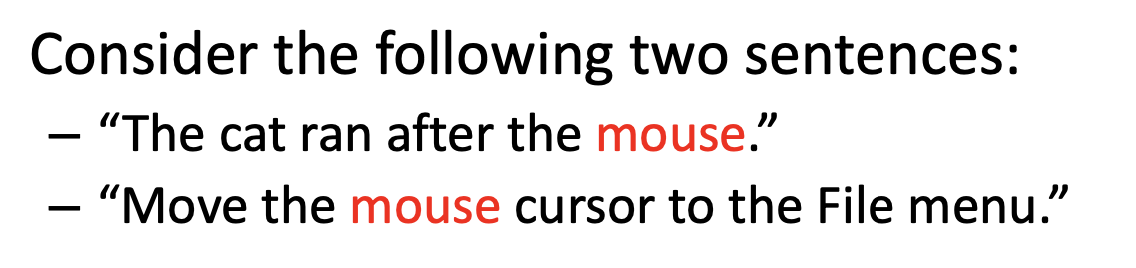 Consider the following two sentences:
– “The cat ran after the mouse.”
– “Move the mouse cursor to the File menu.”